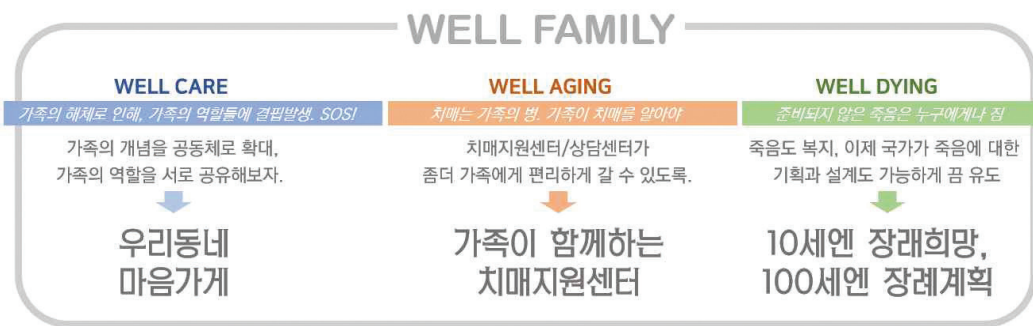 WELL FAMILY
WELL CARE
가족의 해체로 인해, 가족의 역할들에 결핍발생. SOS!
가족의 개념을 공동체로 확대,
가족의 역할을 서로 공유해보자.
우리동네
마음가게
WELL AGING
치매는 가족의 병. 가족이 치매를 알아야
치매지원센터/상담센터가
좀더 가족에게 편리하게 갈 수 있도록.
가족이 함께하는
치매지원센터
WELL DYING
준비되지 않은 죽음은 누구에게나 짐
죽음도 복지, 이제 국가가 죽음에 대한
기획과 설계도 가능하게 끔 유도
10세엔 장래희망,
100세엔 장례계획